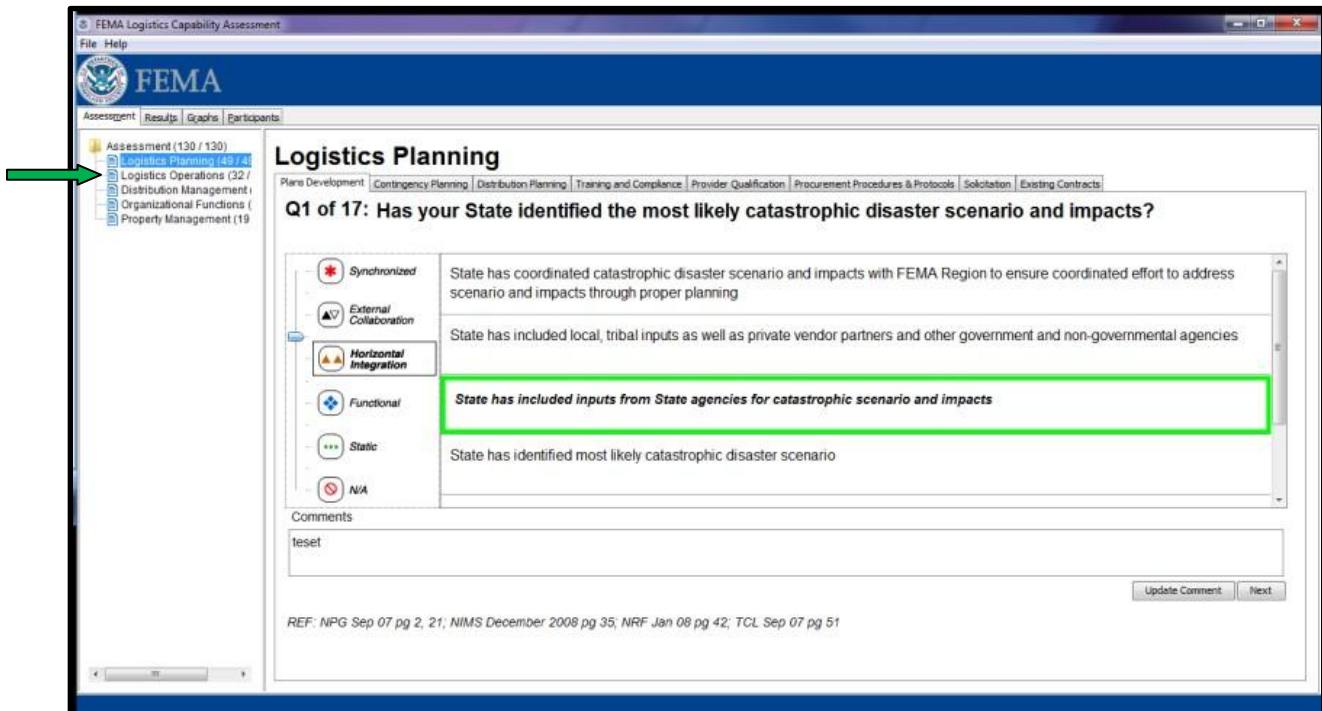 FEMA Logistics Capability Assessment
File Help
FEMA
Assessment Results Graphs Participants
Assessment (130 / 130)
Logistics Planning (49 / 49
Logistics Operations (32 /
Distribution Management (
Organizational Functions (
Property Management (19
Logistics Planning
Plans Development Contingency Planning Distribution Planning Training and Compliance Provider Qualification Procurement Procedures & Protocols Solicitation Existing Contracts
Q1 of 17: Has your State identified the most likely catastrophic disaster scenario and impacts?
Synchronized
State has coordinated catastrophic disaster scenario and impacts with FEMA Region to ensure coordinated effort to address
scenario and impacts through proper planning
External
Collaboration
State has included local, tribal inputs as well as private vendor partners and other government and non-governmental agencies
Horizontal
Integration
Functional
State has included inputs from State agencies for catastrophic scenario and impacts
Static
State has identified most likely catastrophic disaster scenario
N/A
Comments
teset
Update Comment Next
REF: NPG Sep 07 pg 2, 21; NIMS December 2008 pg 35; NRF Jan 08 pg 42; TCL Sep 07 pg 51